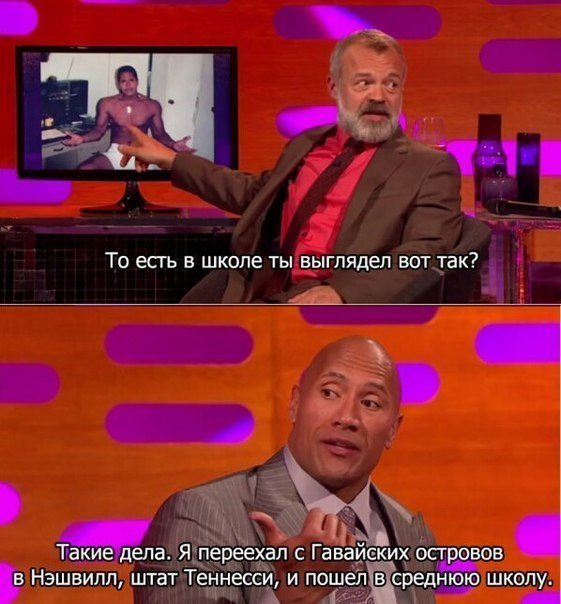 То есть в школе ты выглядел вот так?
Такие дела. Я переехал с Гавайских островов
в Нэшвилл, штат Теннесси, и пошел в среднюю школу.